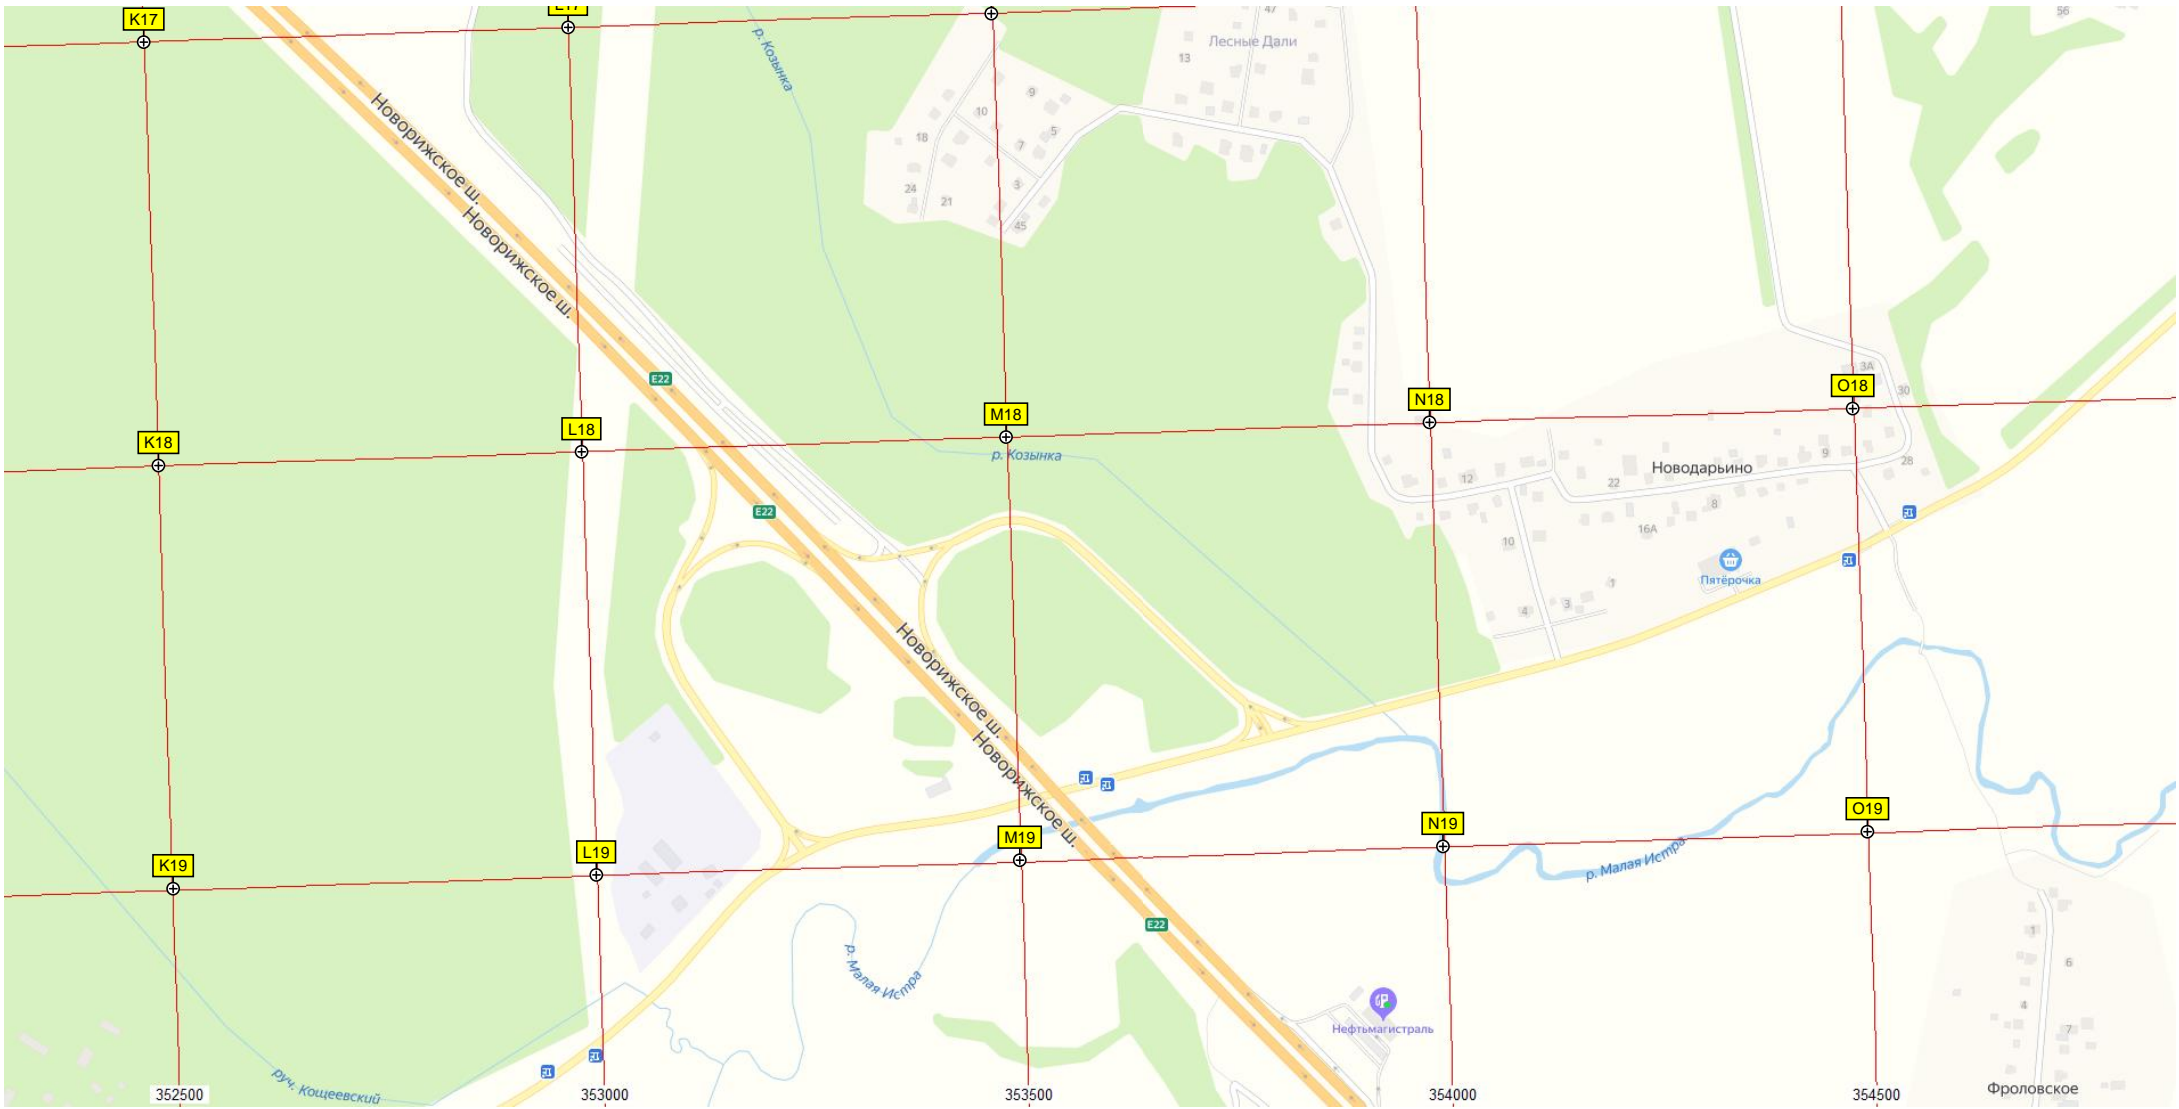 K17
L17
47
56
Лесные Дали
13
р. Козынка
9
10
5
18
7
Новорижское ш.
24
3
21
45
Новорижское ш.
E22
3А
O18
30
N18
M18
L18
K18
р. Козынка
9
28
Новодарьино
12
22
8
E22
16А
10
Пятёрочка
1
4
3
Новорижское ш.
Новорижское ш.
O19
N19
M19
L19
K19
р. Малая Истра
E22
1
р. Малая Истра
6
4
Нефтьмагистраль
7
руч. Кощеевский
Фроловское
352500
353000
353500
354000
354500